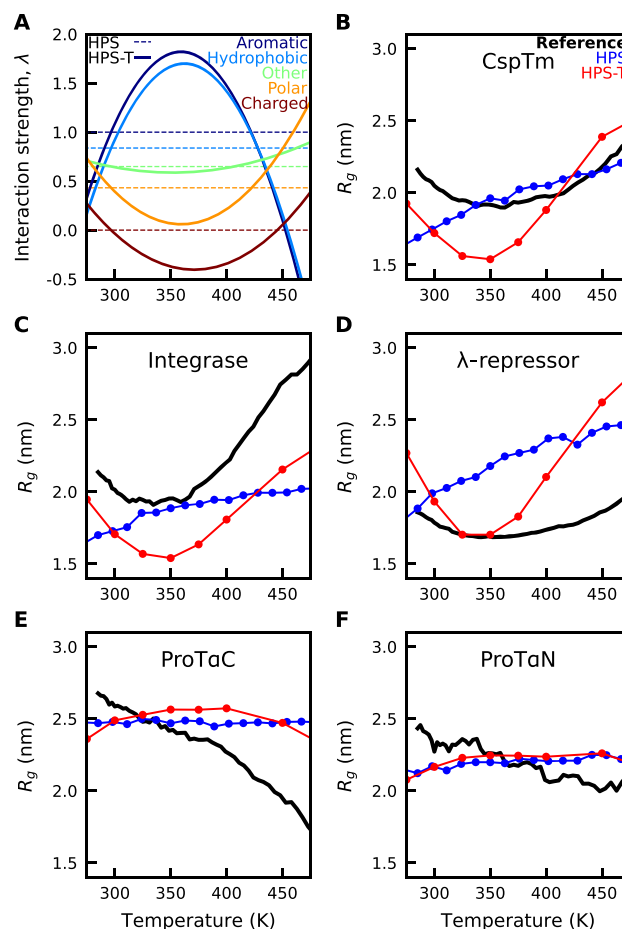 A
B
2.0
HPS
HPS-T
Aromatic
Hydrophobic
Other
Polar
Charged
1.5
1.0
0.5
0.0
-0.5
Interaction strength, λ
300 350 400 450
Reference
HPS
HPS-T
CspTm
3.0
2.5
2.0
1.5
Rg (nm)
300 350 400 450
C
D
Integrase
3.0
2.5
2.0
1.5
Rg (nm)
300 350 400 450
λ-repressor
3.0
2.5
2.0
1.5
Rg (nm)
300 350 400 450
E
F
ProTαC
3.0
2.5
2.0
1.5
Rg (nm)
300 350 400 450
Temperature (K)
ProTαN
3.0
2.5
2.0
1.5
Rg (nm)
300 350 400 450
Temperature (K)